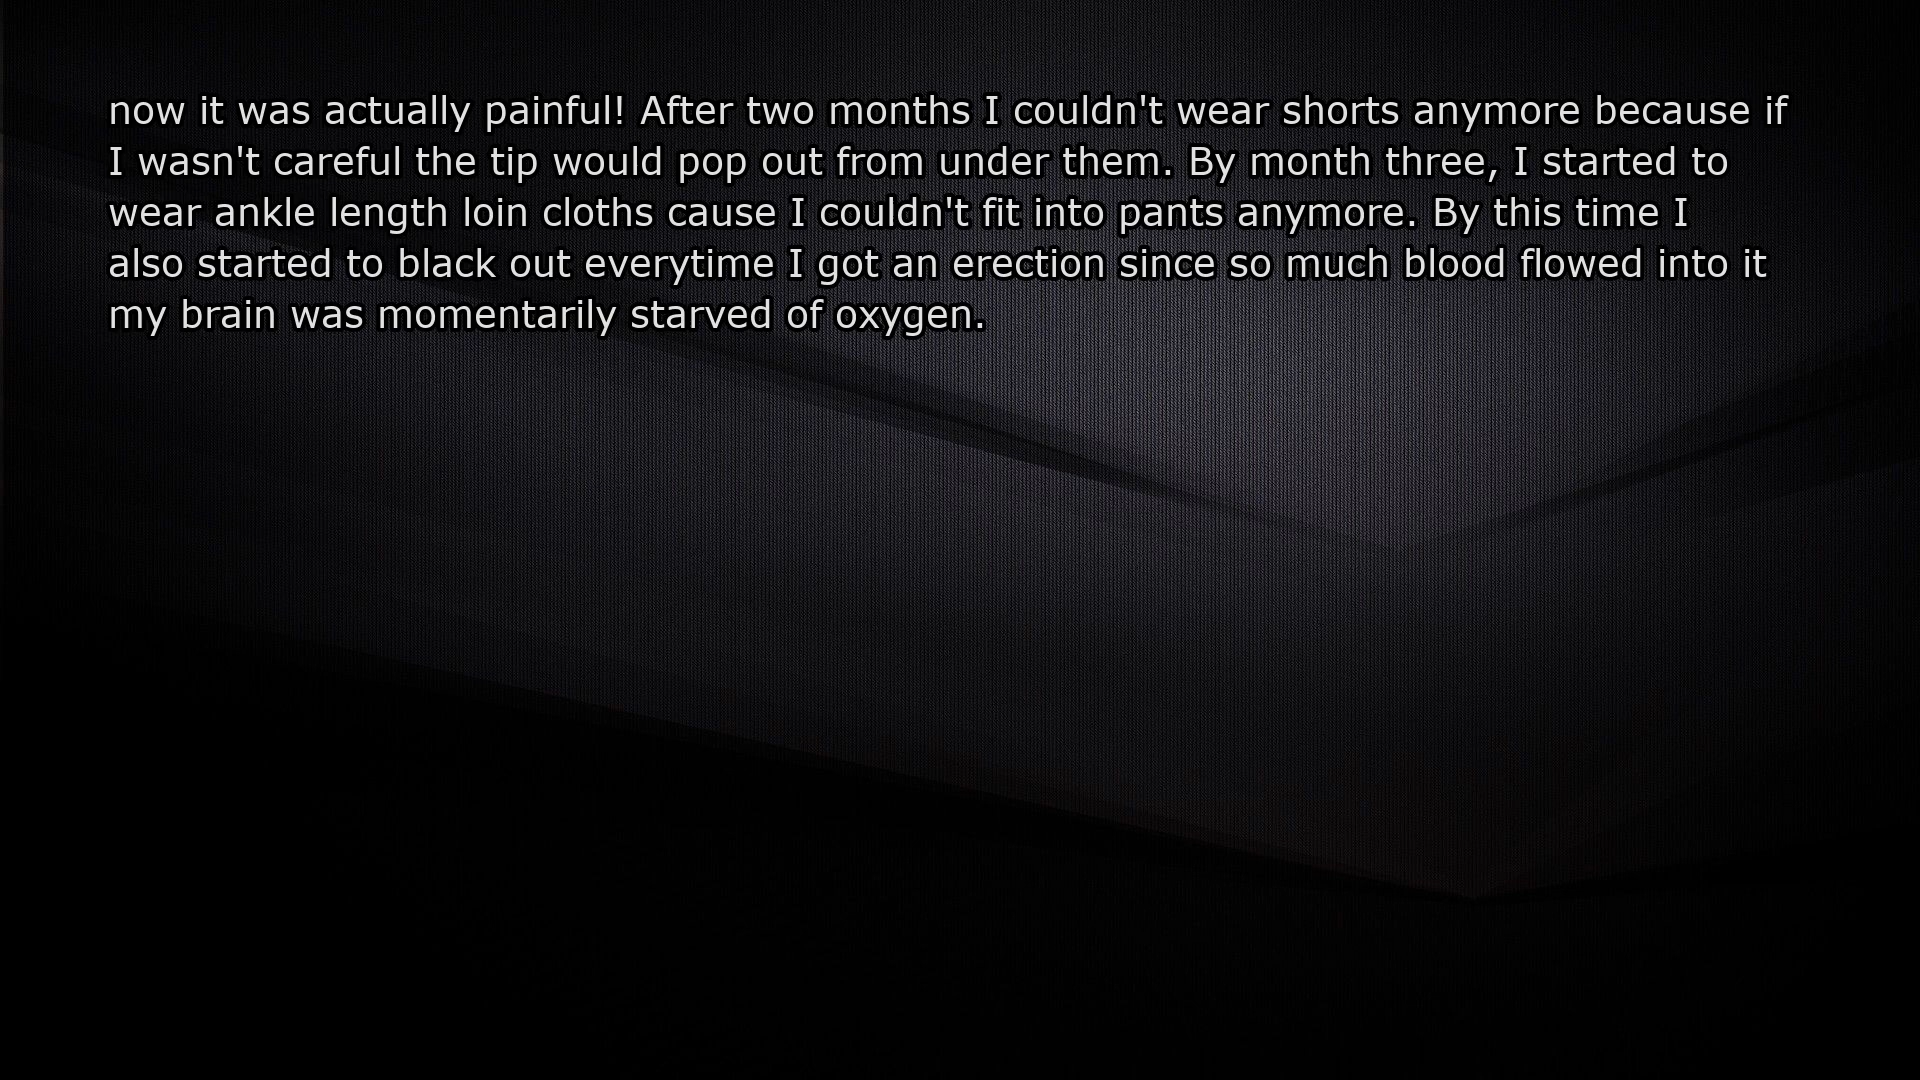 now it was actually painful! After two months I couldn't wear shorts anymore because if
I wasn't careful the tip would pop out from under them. By month three, I started to
wear ankle length loin cloths cause I couldn't fit into pants anymore. By this time I
also started to black out everytime I got an erection since so much blood flowed into it
my brain was momentarily starved of oxygen.